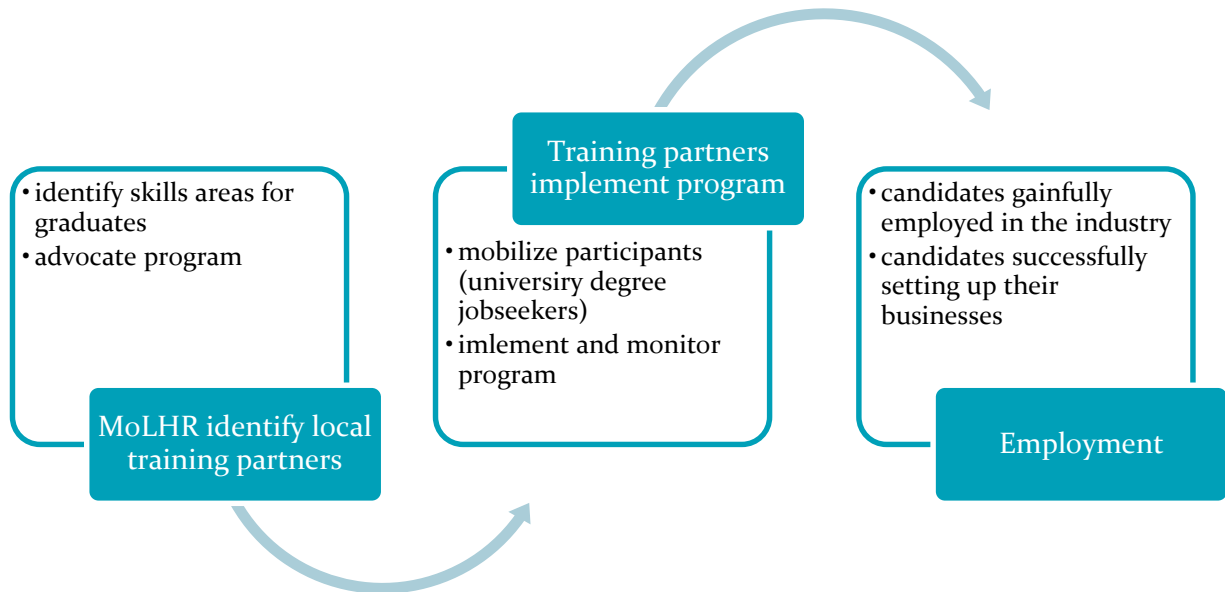 • identify skills areas for
graduates
• advocate program
MoLHR identify local
training partners
Training partners
implement program
• mobilize participants
(universiry degree
jobseekers)
• imlement and monitor
program
• candidates gainfully
employed in the industry
• candidates successfully
setting up their
businesses
Employment